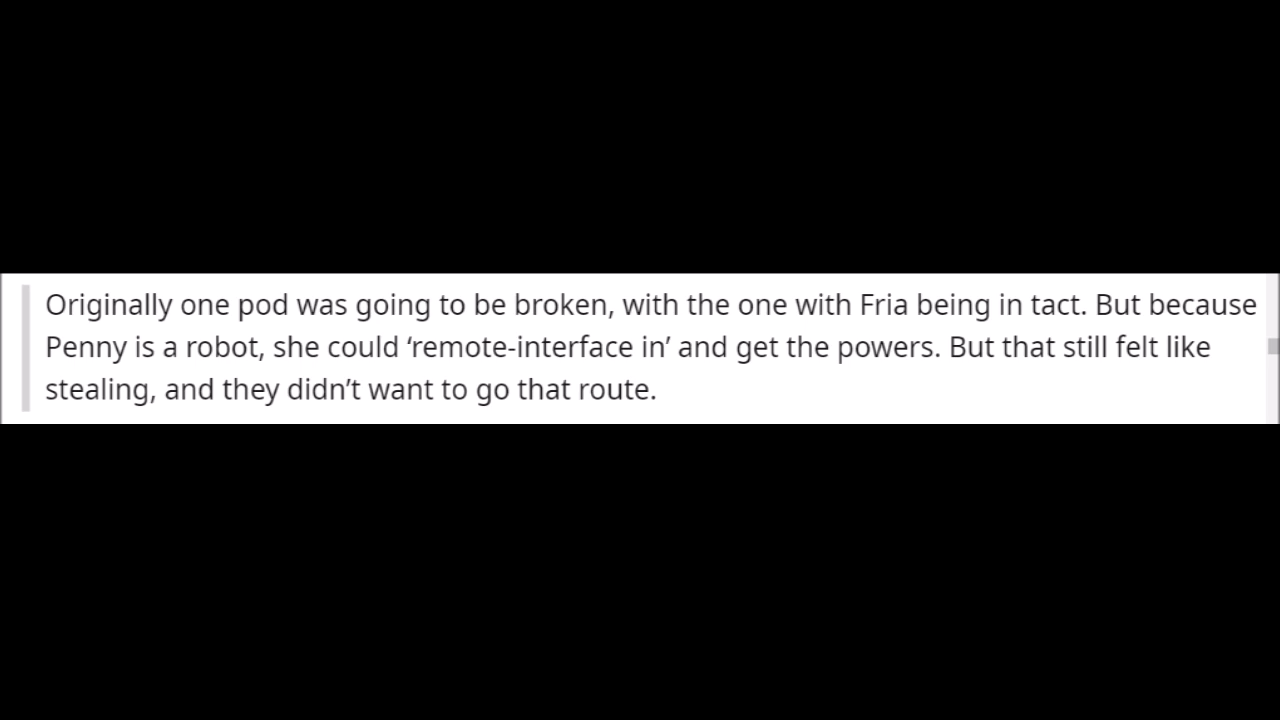 Originally one pod was going to be broken, with the one with Fria being in tact. But because
Penny is a robot, she could ‘remote-interface in’ and get the powers. But that still felt like
stealing, and they didn’t want to go that route.